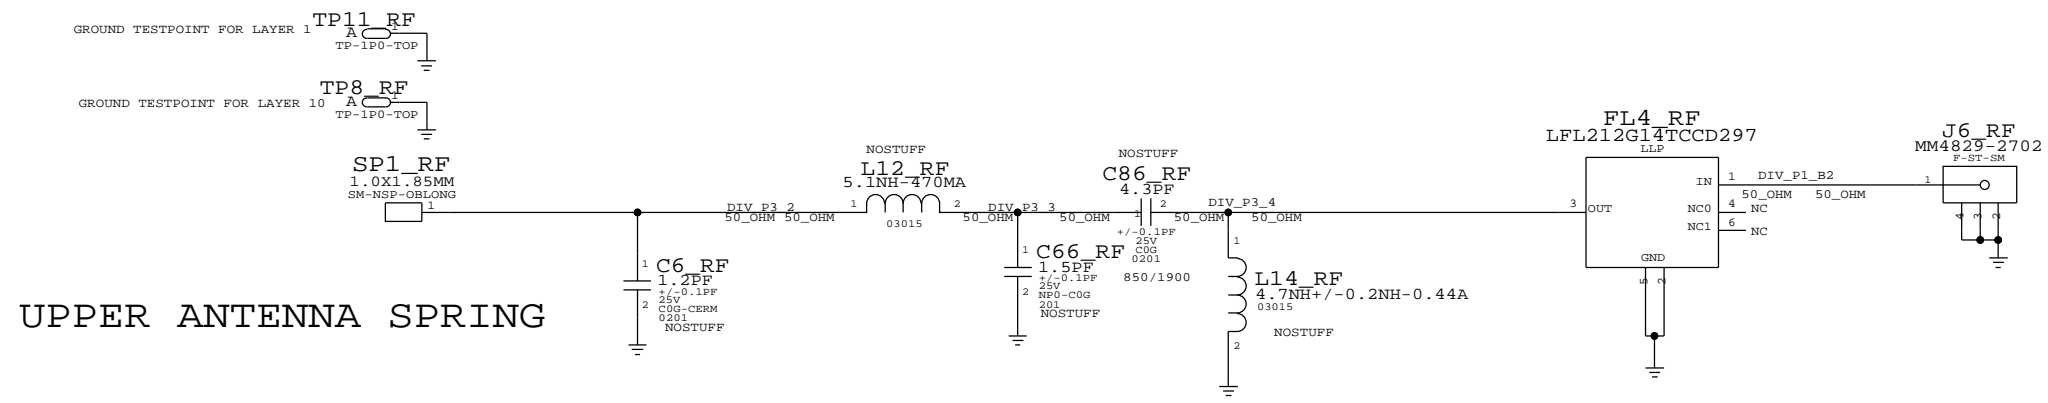 TP11_RF
GROUND TESTPOINT FOR LAYER 1
A
1
TP-1P0-TOP
TP8_RF
GROUND TESTPOINT FOR LAYER 10
A
1
TP-1P0-TOP
SP1_RF
1.0X1.85MM
SM-NSP-OBLONG
1
DIV_P3_2
50_OHM 50_OHM
NOSTUFF
L12_RF
5.1NH-470MA
1
2
03015
DIV_P3_3
50_OHM 50_OHM
NOSTUFF
C86_RF
4.3PF
1
2
+/-0.1PF
25V
C0G
0201
850/1900
DIV_P3_4
50_OHM 50_OHM
1
C6_RF
1.2PF
+/-0.1PF
2
25V
C0G-CERM
0201
NOSTUFF
1
C66_RF
1.5PF
+/-0.1PF
2
25V
NP0-C0G
201
NOSTUFF
1
L14_RF
4.7NH+/-0.2NH-0.44A
03015
NOSTUFF
2
FL4_RF
LFL212G14TCCD297
LLP
3
OUT
IN
1
NC0
4
NC
NC1
6
NC
GND
5
2
DIV_P1_B2
50_OHM 50_OHM
J6_RF
MM4829-2702
F-ST-SM
1
4
3
2
UPPER ANTENNA SPRING